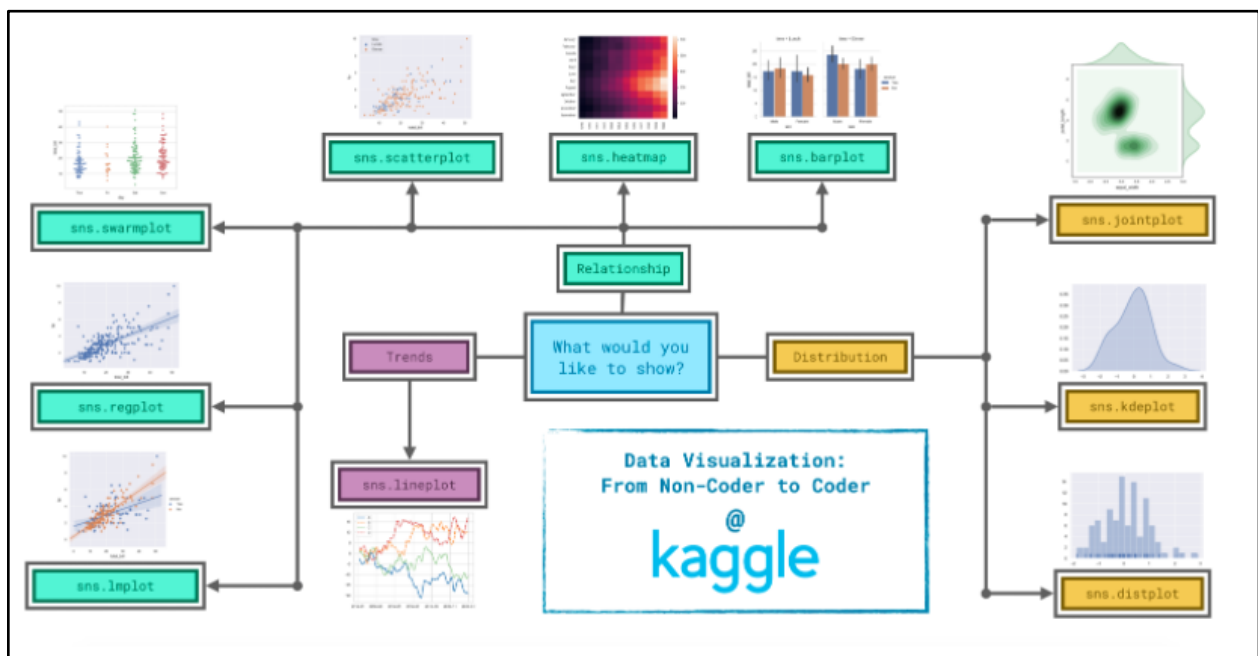 sns.scatterplot
sns.heatmap
sns.barplot
sns.swarmplot
sns.jointplot
Relationship
Trends
What would you
like to show?
Distribution
sns.regplot
sns.kdeplot
sns.lineplot
Data Visualization:
From Non-Coder to Coder
@
kaggle
sns.lmplot
sns.distplot